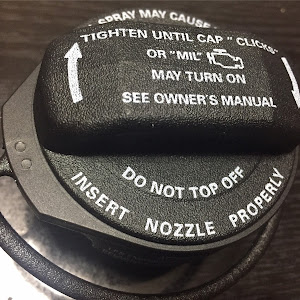 SPRAY MAY CAUSE
TIGHTEN UNTIL CAP " CLICKS"
OR "MIL"
MAY TURN ON
SEE OWNER'S MANUAL
DO NOT TOP OFF
INSERT NOZZLE PROPERLY